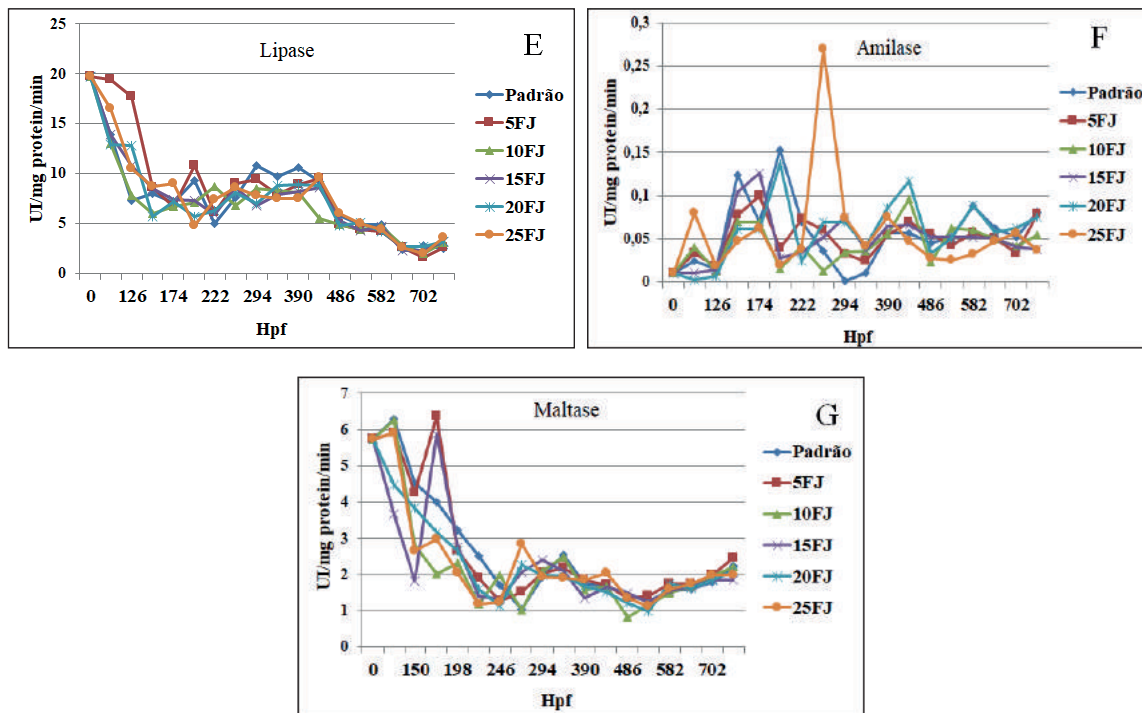 E
Lipase
UI/mg protein/min
25
20
15
10
5
0
0 126 174 222 294 390 486 582 702
Hpf
Padrão
5FJ
10FJ
15FJ
20FJ
25FJ
F
Amilase
UI/mg protein/min
0,3
0,25
0,2
0,15
0,1
0,05
0
0 126 174 222 294 390 486 582 702
Hpf
Padrão
5FJ
10FJ
15FJ
20FJ
25FJ
G
Maltase
UI/mg protein/min
7
6
5
4
3
2
1
0
0 150 198 246 294 390 486 582 702
Hpf
Padrão
5FJ
10FJ
15FJ
20FJ
25FJ